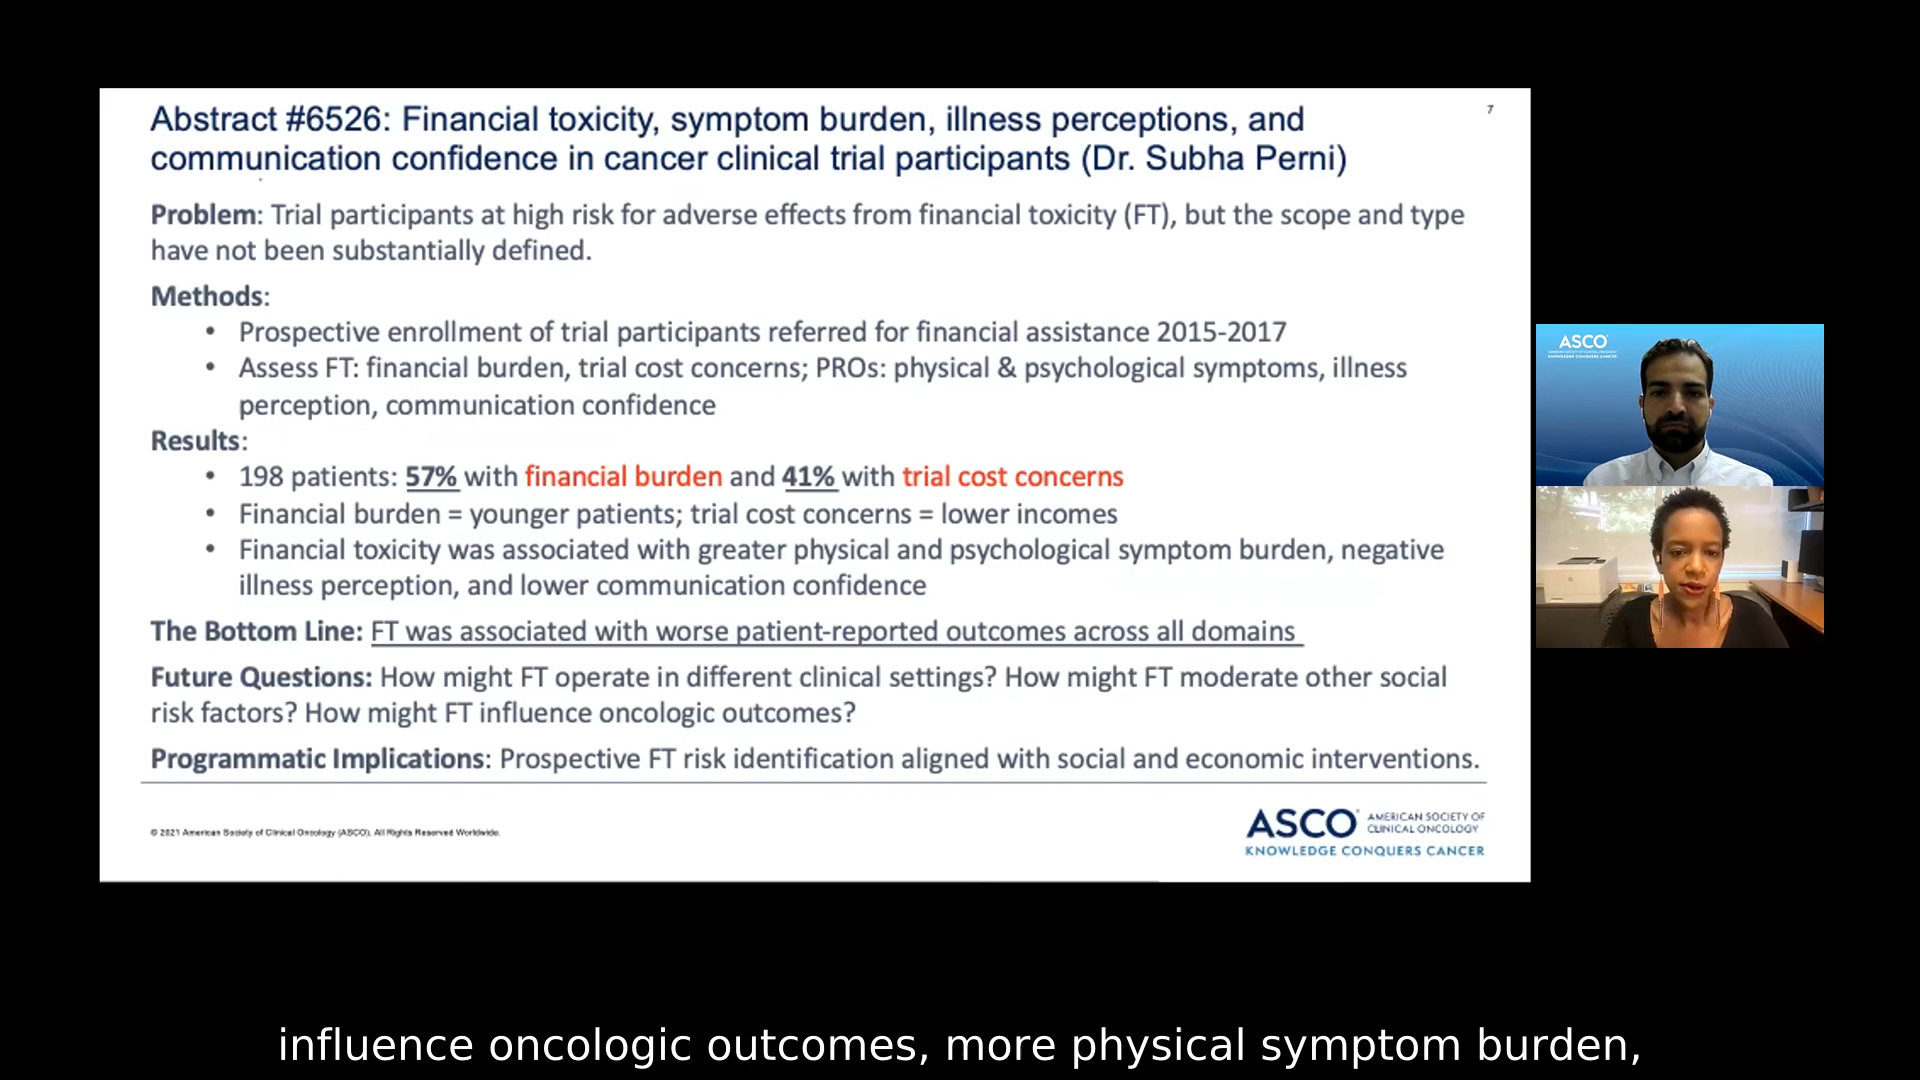 Abstract #6526: Financial toxicity, symptom burden, illness perceptions, and
communication confidence in cancer clinical trial participants (Dr. Subha Perni)
7
Problem: Trial participants at high risk for adverse effects from financial toxicity (FT), but the scope and type
have not been substantially defined.
Methods:
• Prospective enrollment of trial participants referred for financial assistance 2015-2017
• Assess FT: financial burden, trial cost concerns; PROs: physical & psychological symptoms, illness
perception, communication confidence
Results:
• 198 patients: 57% with financial burden and 41% with trial cost concerns
• Financial burden = younger patients; trial cost concerns = lower incomes
• Financial toxicity was associated with greater physical and psychological symptom burden, negative
illness perception, and lower communication confidence
The Bottom Line: FT was associated with worse patient-reported outcomes across all domains
Future Questions: How might FT operate in different clinical settings? How might FT moderate other social
risk factors? How might FT influence oncologic outcomes?
Programmatic Implications: Prospective FT risk identification aligned with social and economic interventions.
© 2021 American Society of Clinical Oncology (ASCO). All Rights Reserved Worldwide.
ASCO AMERICAN SOCIETY OF
CLINICAL ONCOLOGY
KNOWLEDGE CONQUERS CANCER
ASCO
KNOWLEDGE CONQUERS CANCER
influence oncologic outcomes, more physical symptom burden,